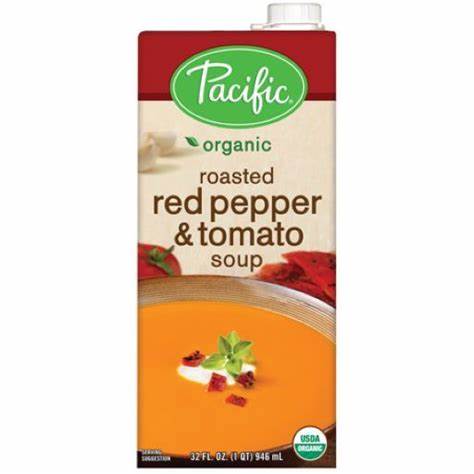 Pacific®
organic
roasted
red pepper
& tomato
soup
SERVING
SUGGESTION
32 FL. OZ. (1 QT) 946 mL
USDA
ORGANIC